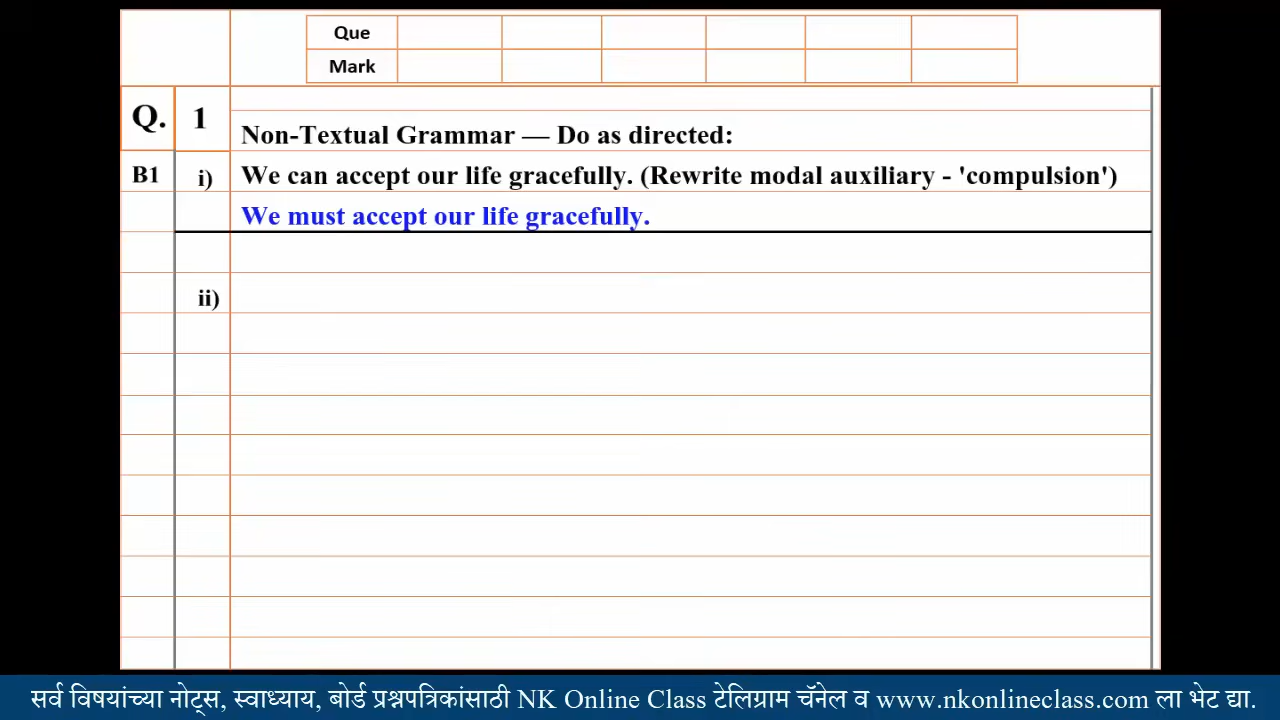 Que
Mark
Q. 1
Non-Textual Grammar — Do as directed:
B1 i) We can accept our life gracefully. (Rewrite modal auxiliary - 'compulsion')
We must accept our life gracefully.
ii)
सर्व विषयांच्या नोट्स, स्वाध्याय, बोर्ड प्रश्नपत्रिकांसाठी NK Online Class टेलिग्राम चॅनेल व www.nkonlineclass.com ला भेट द्या.